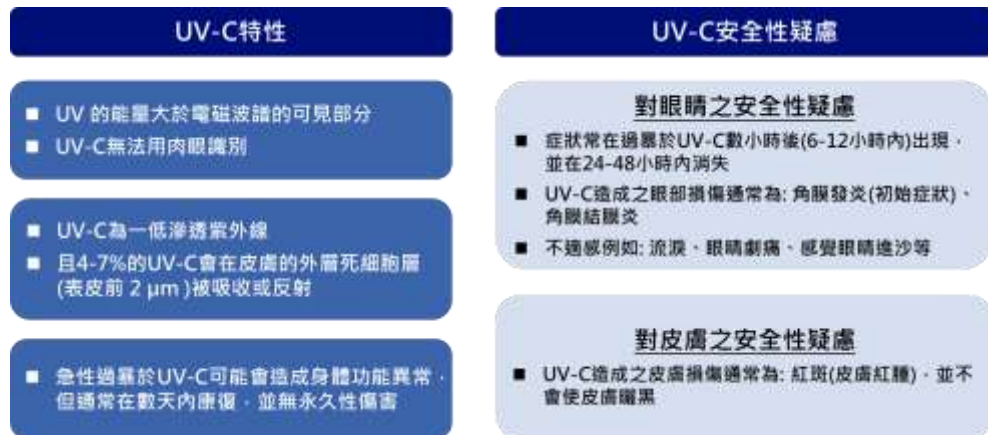 UV-C特性
■ UV 的能量大於電磁波譜的可見部分
■ UV-C無法用肉眼識別
■ UV-C為一低滲透紫外線
■ 且4-7%的UV-C會在皮膚的外層死細胞層
(表皮前 2 μm )被吸收或反射
■ 急性過暴於UV-C可能會造成身體功能異常，
但通常在數天內康復，並無永久性傷害
UV-C安全性疑慮
對眼睛之安全性疑慮
■ 症狀常在過暴於UV-C數小時後(6-12小時內)出現，
並在24-48小時內消失
■ UV-C造成之眼部損傷通常為: 角膜發炎(初始症狀)、
角膜結膜炎
■ 不適感例如: 流淚、眼睛劇痛、感覺眼睛進沙等
對皮膚之安全性疑慮
■ UV-C造成之皮膚損傷通常為: 紅斑(皮膚紅腫)，並不
會使皮膚曬黑